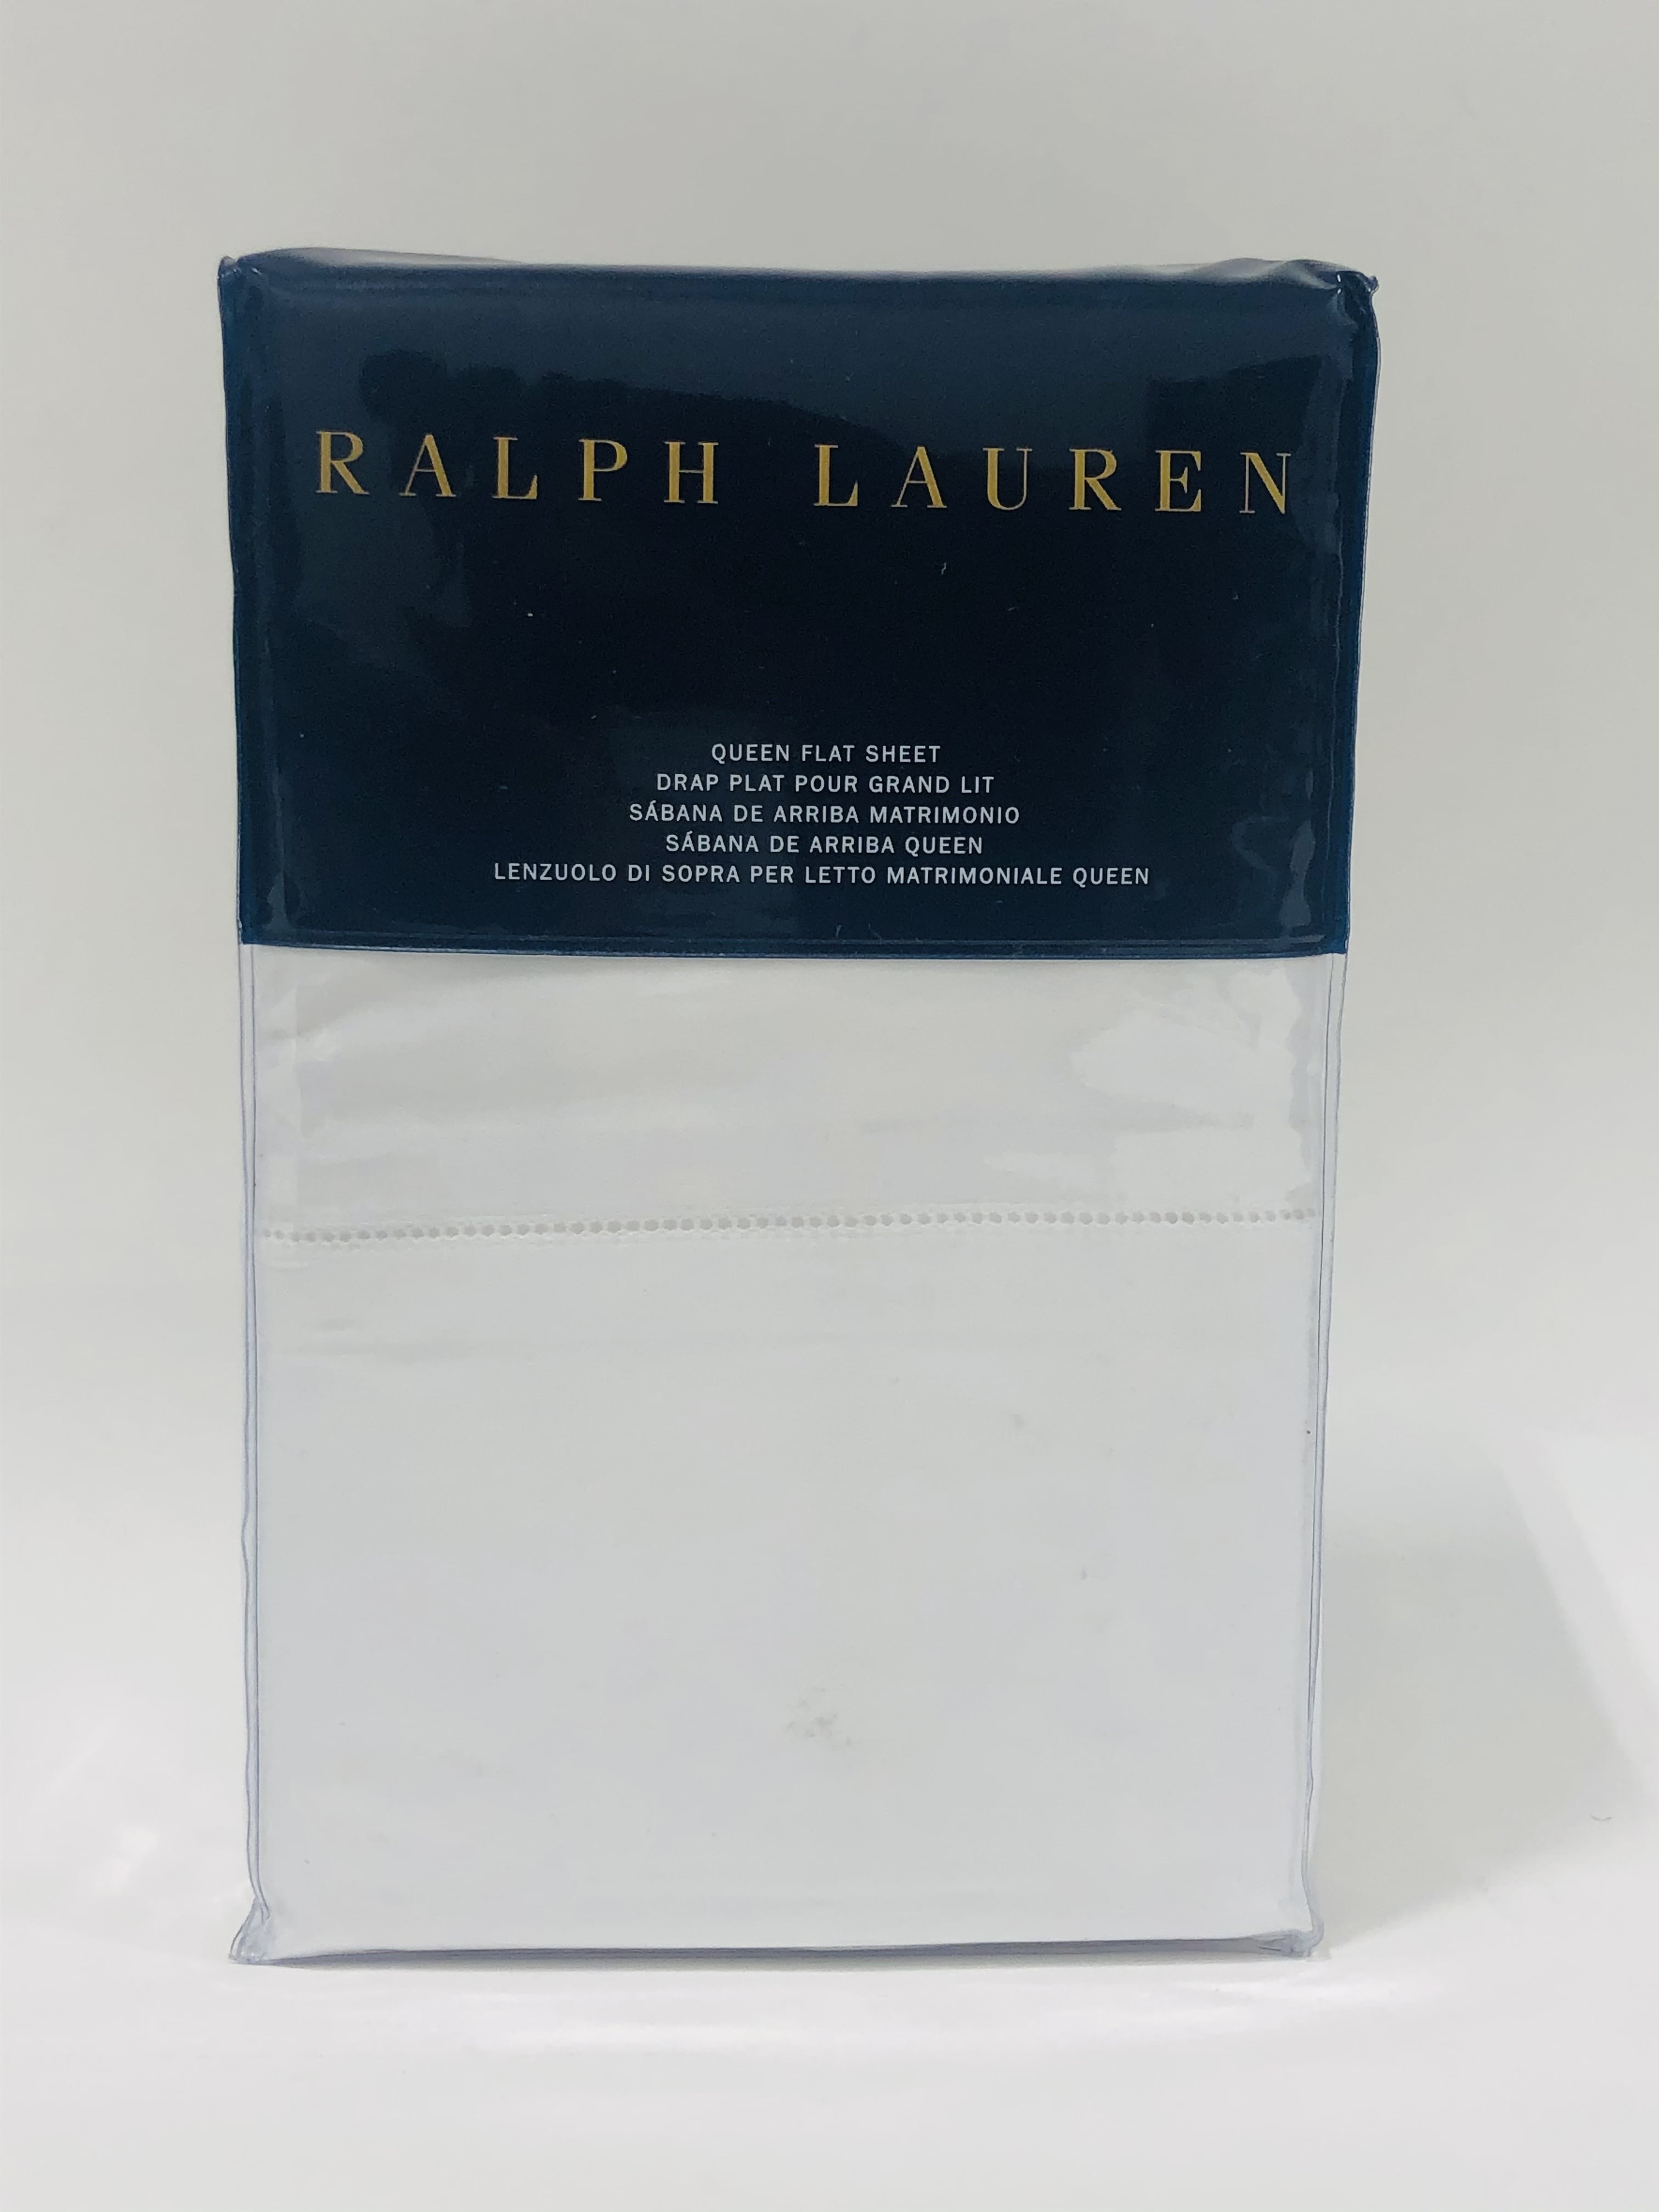 RALPH LAUREN
QUEEN FLAT SHEET
DRAP PLAT POUR GRAND LIT
SÁBANA DE ARRIBA MATRIMONIO
SÁBANA DE ARRIBA QUEEN
LENZUOLO DI SOPRA PER LETTO MATRIMONIALE QUEEN